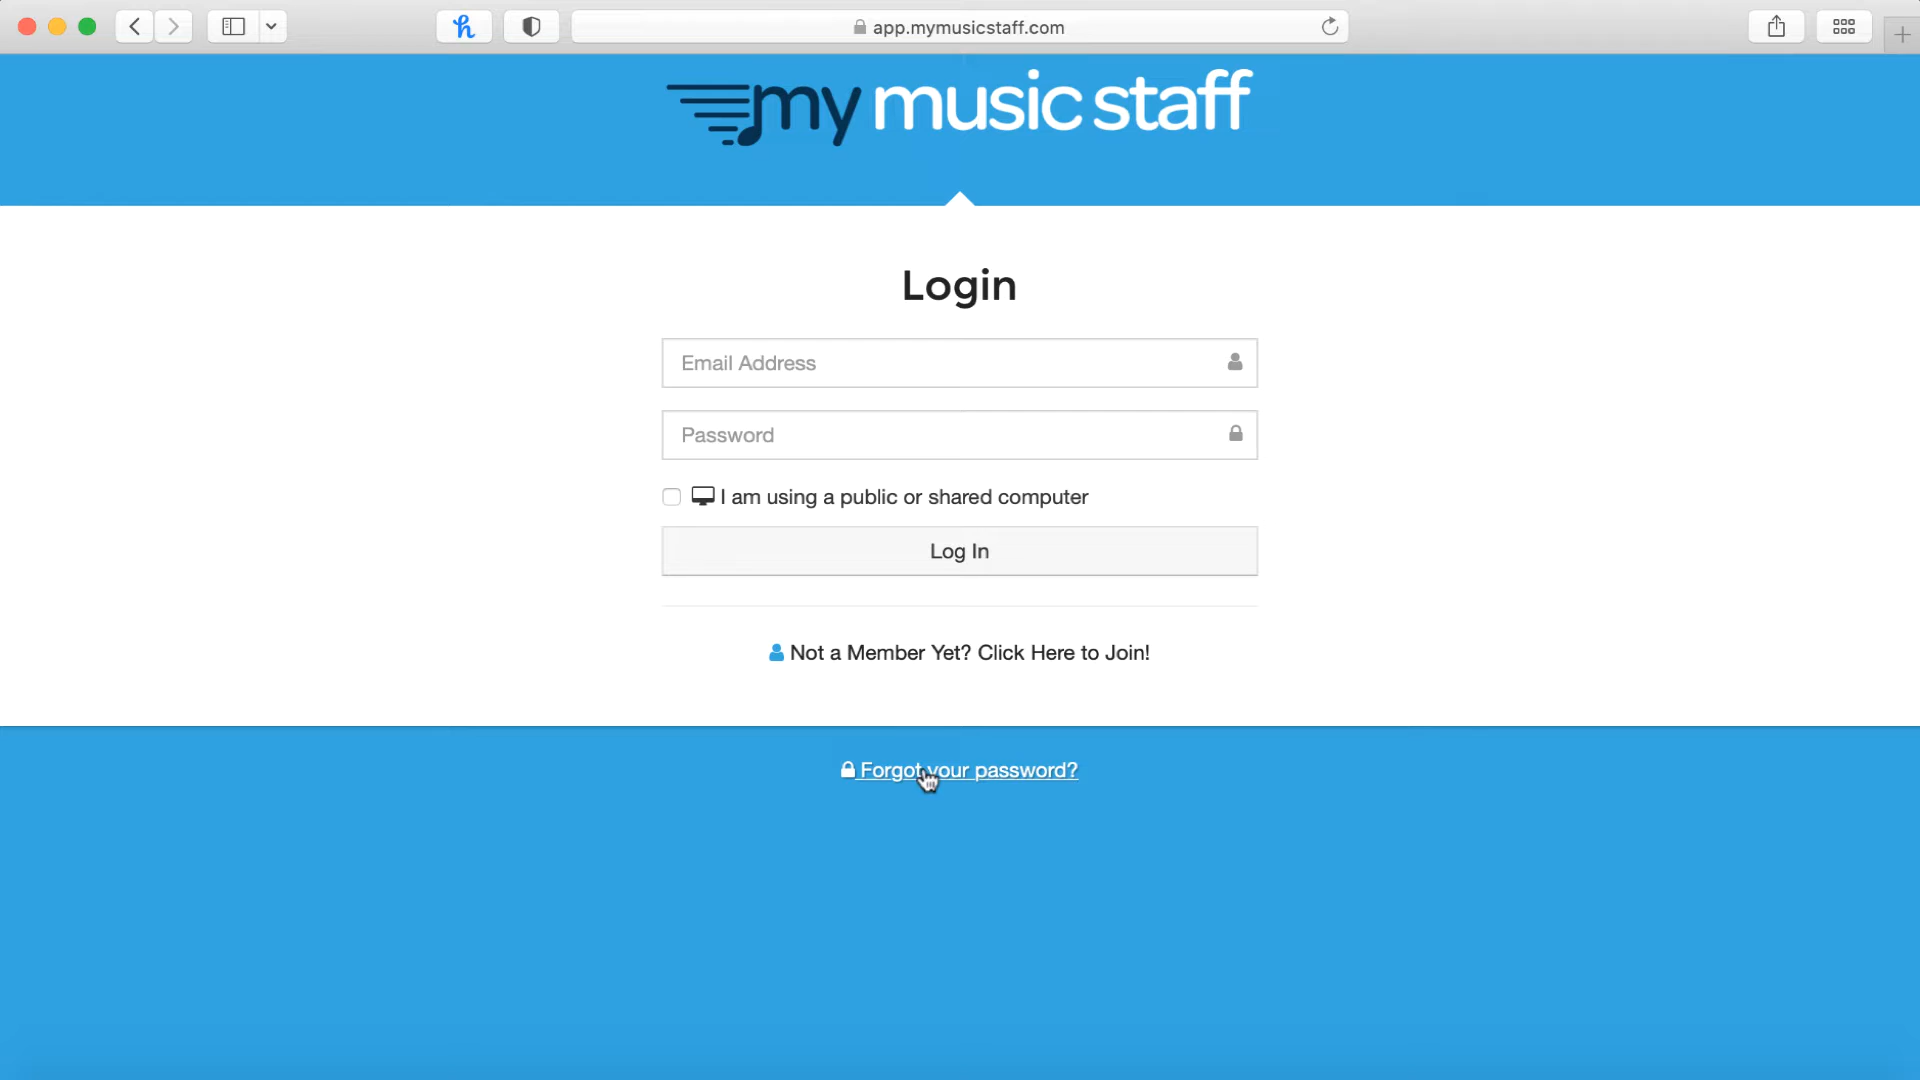 app.mymusicstaff.com
my music staff
Login
Email Address
Password
I am using a public or shared computer
Log In
Not a Member Yet? Click Here to Join!
Forgot your password?